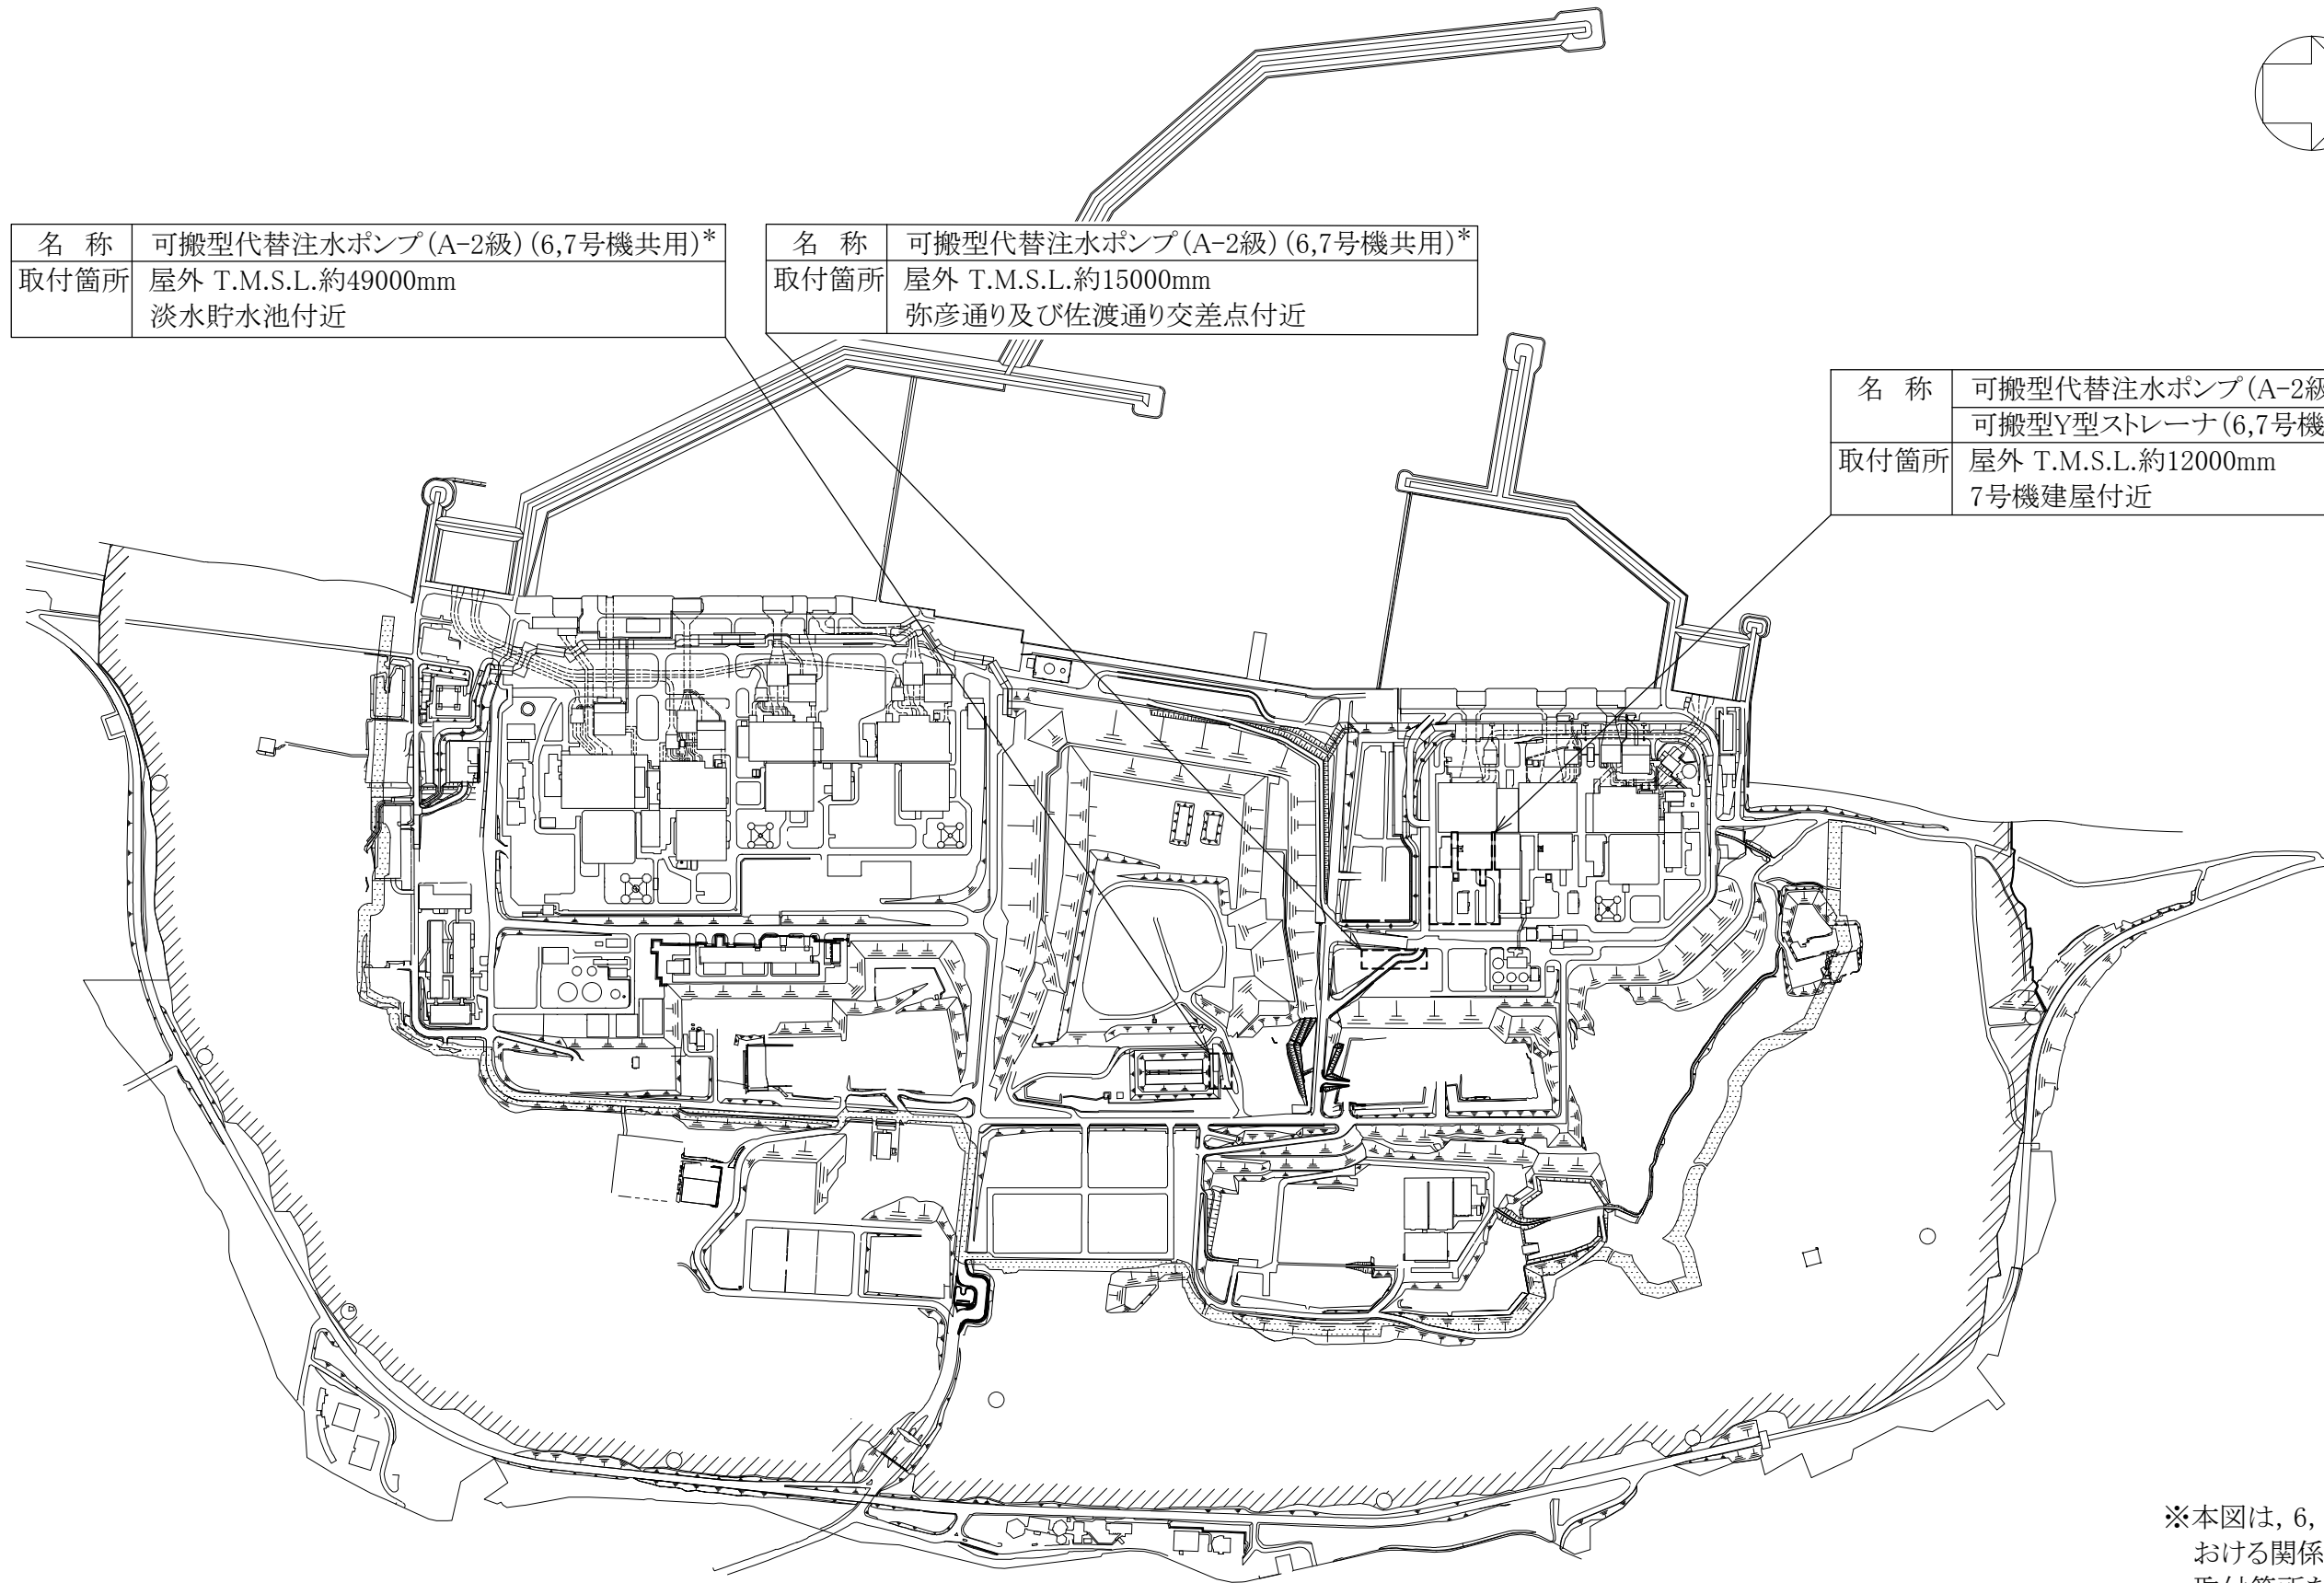 名 称 可搬型代替注水ポンプ(A-2級)(6,7号機共用)*
取付箇所 屋外 T.M.S.L.約49000mm
淡水貯水池付近
名 称 可搬型代替注水ポンプ(A-2級)(6,7号機共用)*
取付箇所 屋外 T.M.S.L.約15000mm
弥彦通り及び佐渡通り交差点付近
名 称 可搬型代替注水ポンプ(A-2級
可搬型Y型ストレーナ(6,7号機
取付箇所 屋外 T.M.S.L.約12000mm
7号機建屋付近
※本図は, 6,
おける関係
取付箇所